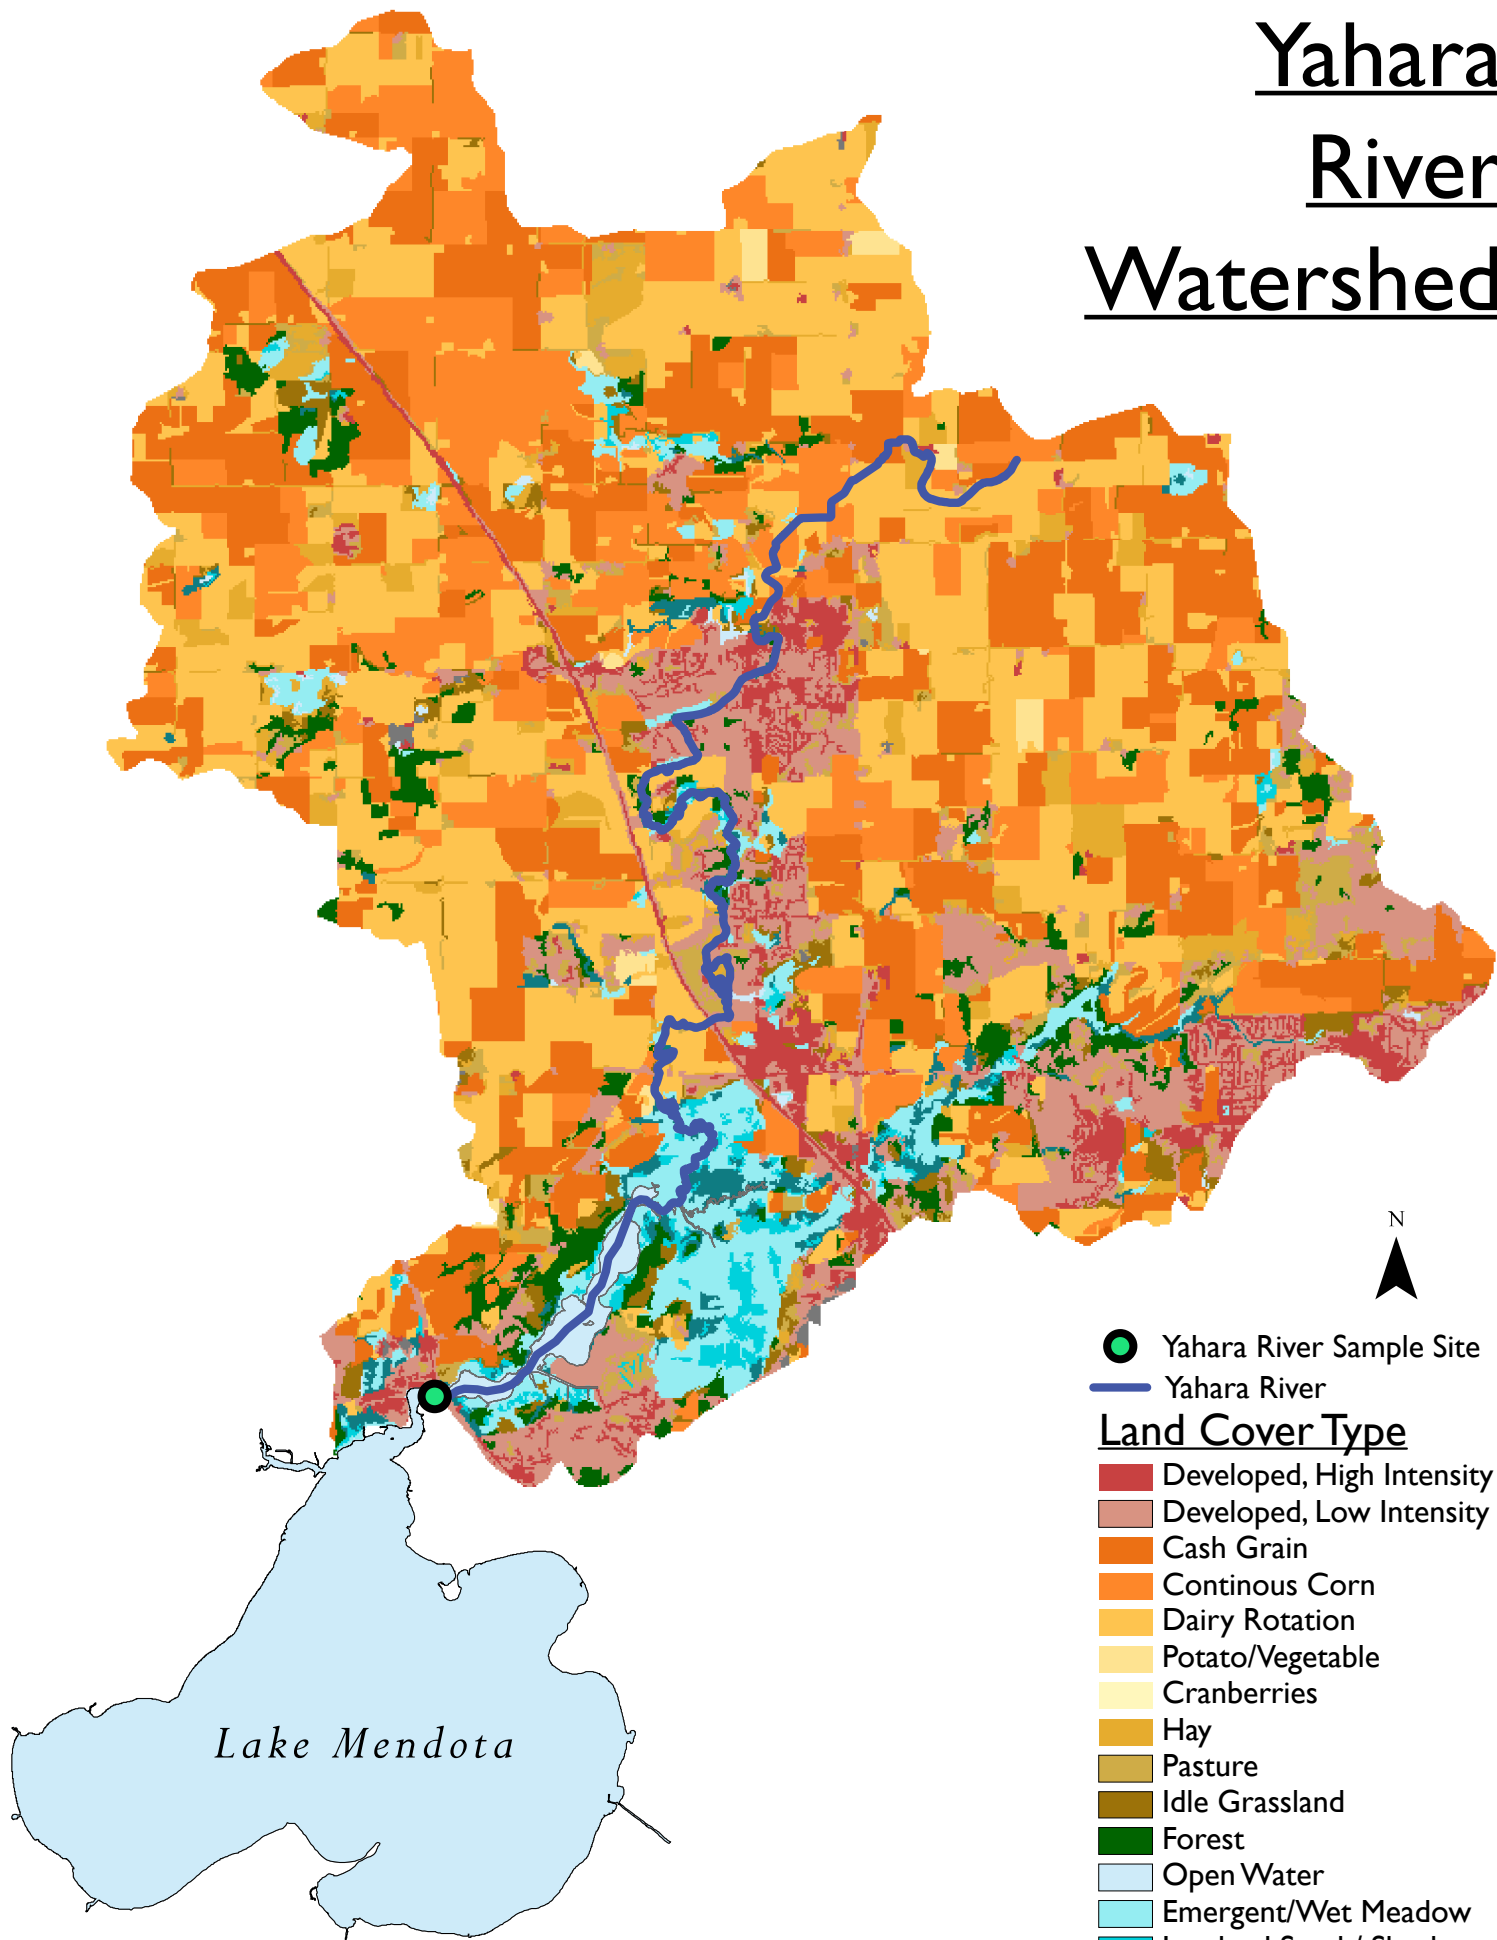 Yahara
River
Watershed
N
Yahara River Sample Site
Yahara River
Land Cover Type
Developed, High Intensity
Developed, Low Intensity
Cash Grain
Continous Corn
Dairy Rotation
Potato/Vegetable
Cranberries
Hay
Pasture
Idle Grassland
Forest
Open Water
Emergent/Wet Meadow
Lake Mendota